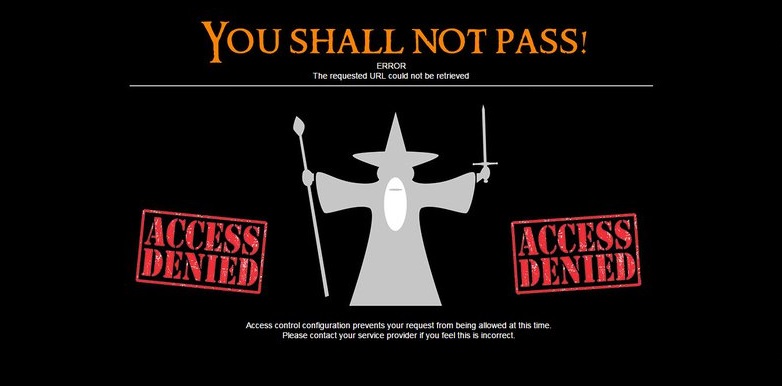 YOU SHALL NOT PASS!
ERROR
The requested URL could not be retrieved
ACCESS
DENIED
ACCESS
DENIED
Access control configuration prevents your request from being allowed at this time.
Please contact your service provider if you feel this is incorrect.